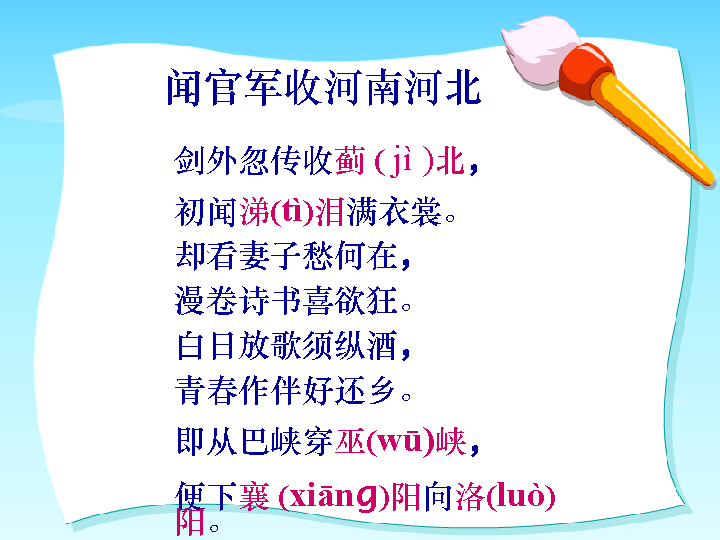 闻官军收河南河北
剑外忽传收蓟 ( jì )北，
初闻涕(tì)泪满衣裳。
却看妻子愁何在，
漫卷诗书喜欲狂。
白日放歌须纵酒，
青春作伴好还乡。
即从巴峡穿巫(wū)峡，
便下襄 (xiāng)阳向洛(luò)
阳。